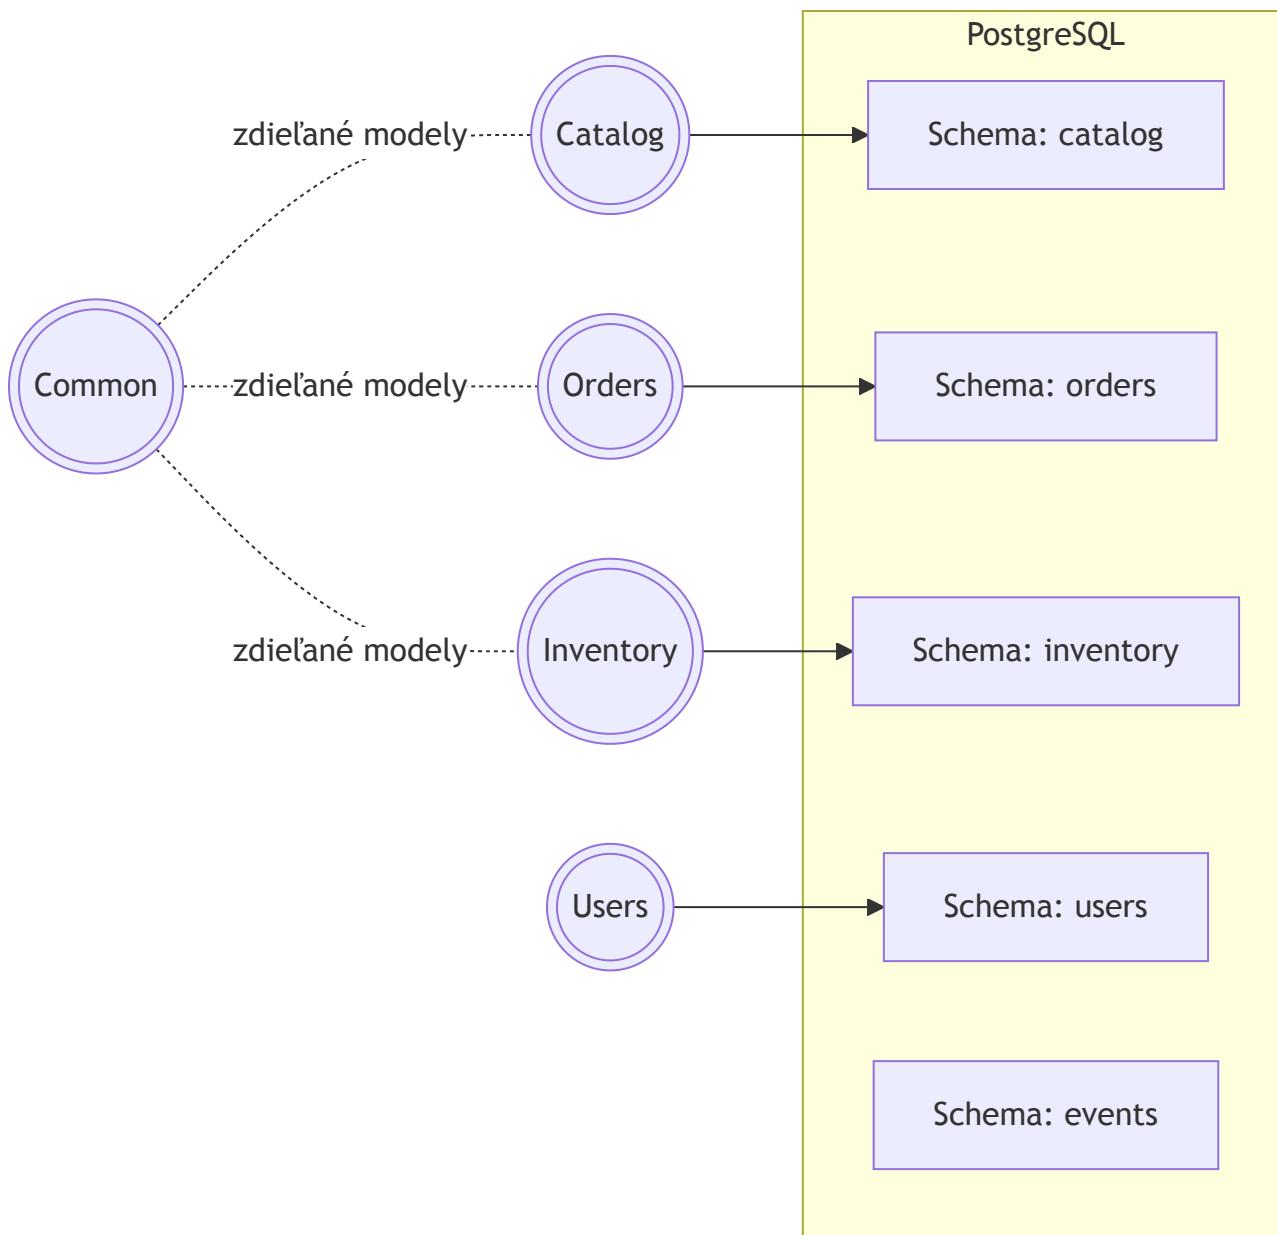 PostgreSQL
zdieľané modely
Catalog
Schema: catalog
Common
zdieľané modely
Orders
Schema: orders
zdieľané modely
Inventory
Schema: inventory
Users
Schema: users
Schema: events